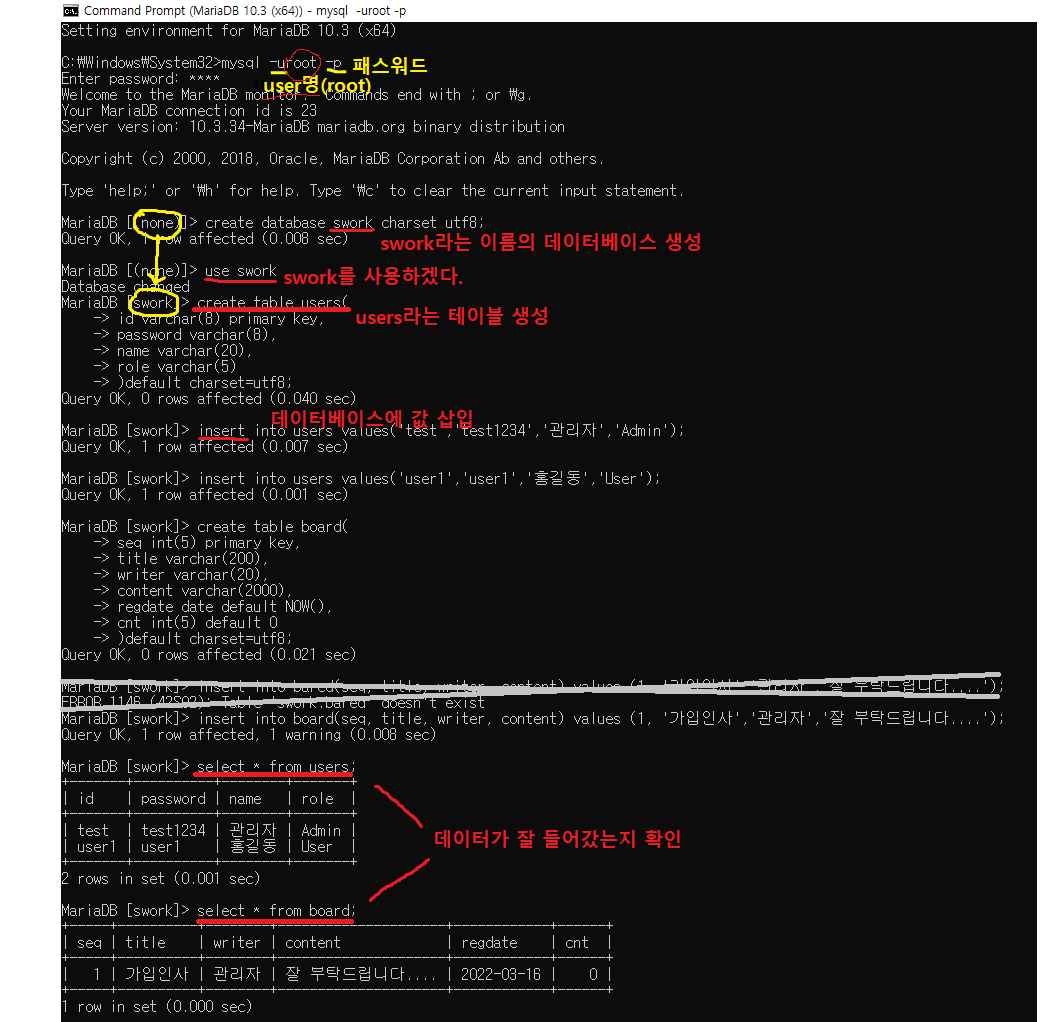 Command Prompt (MariaDB 10.3 (x64)) - mysql  -uroot -p
Setting environment for MariaDB 10.3 (x64)
C:₩Windows₩System32>mysql -uroot -p 패스워드
Enter password: ****
user명(root)
Welcome to the MariaDB monitor.  Commands end with ; or ₩g.
Your MariaDB connection id is 23
Server version: 10.3.34-MariaDB mariadb.org binary distribution
Copyright (c) 2000, 2018, Oracle, MariaDB Corporation Ab and others.
Type 'help;' or '₩h' for help. Type '₩c' to clear the current input statement.
MariaDB [(none)]> create database swork charset utf8;
Query OK, 1 row affected (0.008 sec)
swork라는 이름의 데이터베이스 생성
MariaDB [(none)]> use swork
swork를 사용하겠다.
Database changed
MariaDB [swork]> create table users(
users라는 테이블 생성
    -> id varchar(8) primary key,
    -> password varchar(8),
    -> name varchar(20),
    -> role varchar(5)
    -> )default charset=utf8;
Query OK, 0 rows affected (0.040 sec)
데이터베이스에 값 삽입
MariaDB [swork]> insert into users values('test','test1234','관리자','Admin');
Query OK, 1 row affected (0.007 sec)
MariaDB [swork]> insert into users values('user1','user1','홍길동','User');
Query OK, 1 row affected (0.001 sec)
MariaDB [swork]> create table board(
    -> seq int(5) primary key,
    -> title varchar(200),
    -> writer varchar(20),
    -> content varchar(2000),
    -> regdate date default NOW(),
    -> cnt int(5) default 0
    -> )default charset=utf8;
Query OK, 0 rows affected (0.021 sec)
MariaDB [swork]> insert into bared(seq, title, writer, content) values (1, '가입인사','관리자','잘 부탁드립니다....');
ERROR 1146 (42S02): Table 'swork.bared' doesn't exist
MariaDB [swork]> insert into board(seq, title, writer, content) values (1, '가입인사','관리자','잘 부탁드립니다....');
Query OK, 1 row affected, 1 warning (0.008 sec)
MariaDB [swork]> select * from users;
+-------+----------+--------+-------+
| id    | password | name   | role  |
+-------+----------+--------+-------+
| test  | test1234 | 관리자 | Admin |
| user1 | user1    | 홍길동 | User  |
+-------+----------+--------+-------+
데이터가 잘 들어갔는지 확인
2 rows in set (0.001 sec)
MariaDB [swork]> select * from board;
+-----+----------+--------+---------------------+------------+------+
| seq | title    | writer | content             | regdate    | cnt  |
+-----+----------+--------+---------------------+------------+------+
|   1 | 가입인사 | 관리자 | 잘 부탁드립니다.... | 2022-03-16 |    0 |
+-----+----------+--------+---------------------+------------+------+
1 row in set (0.000 sec)